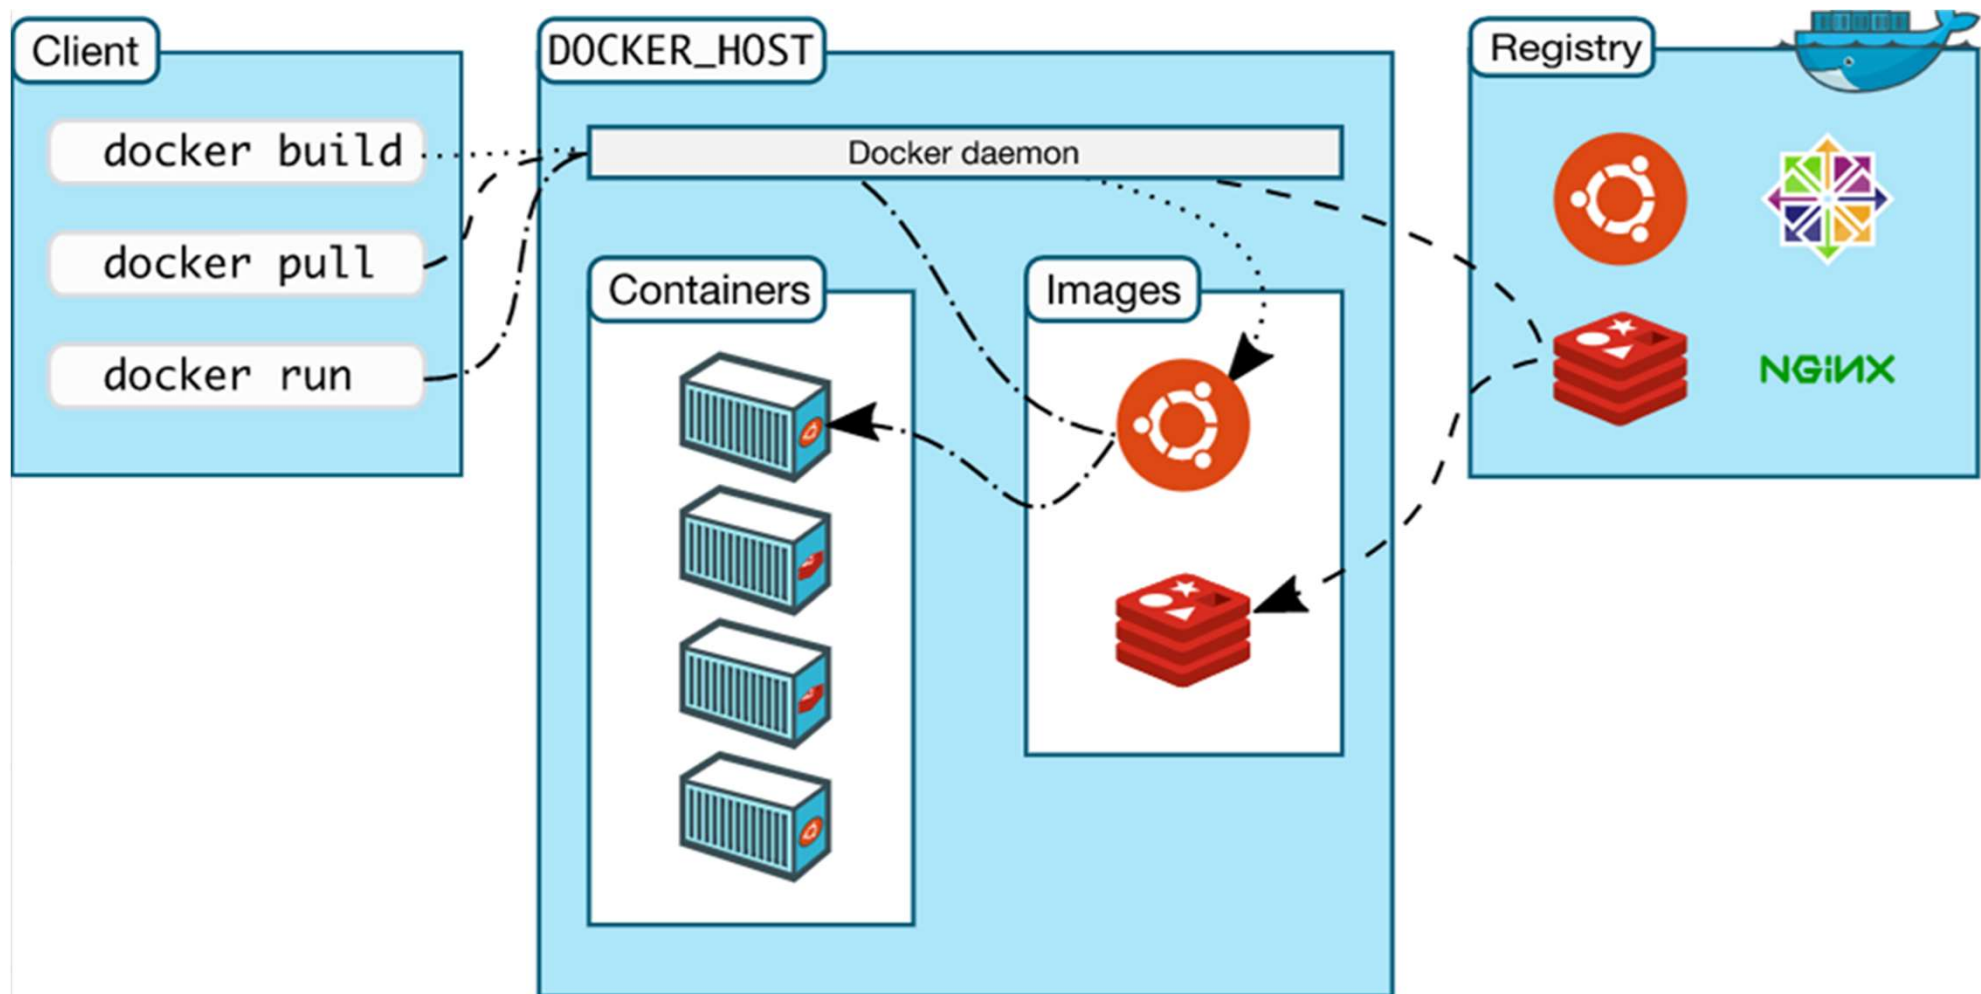 Client
docker build
docker pull
docker run
DOCKER_HOST
Docker daemon
Containers
Images
Registry
NGiNX